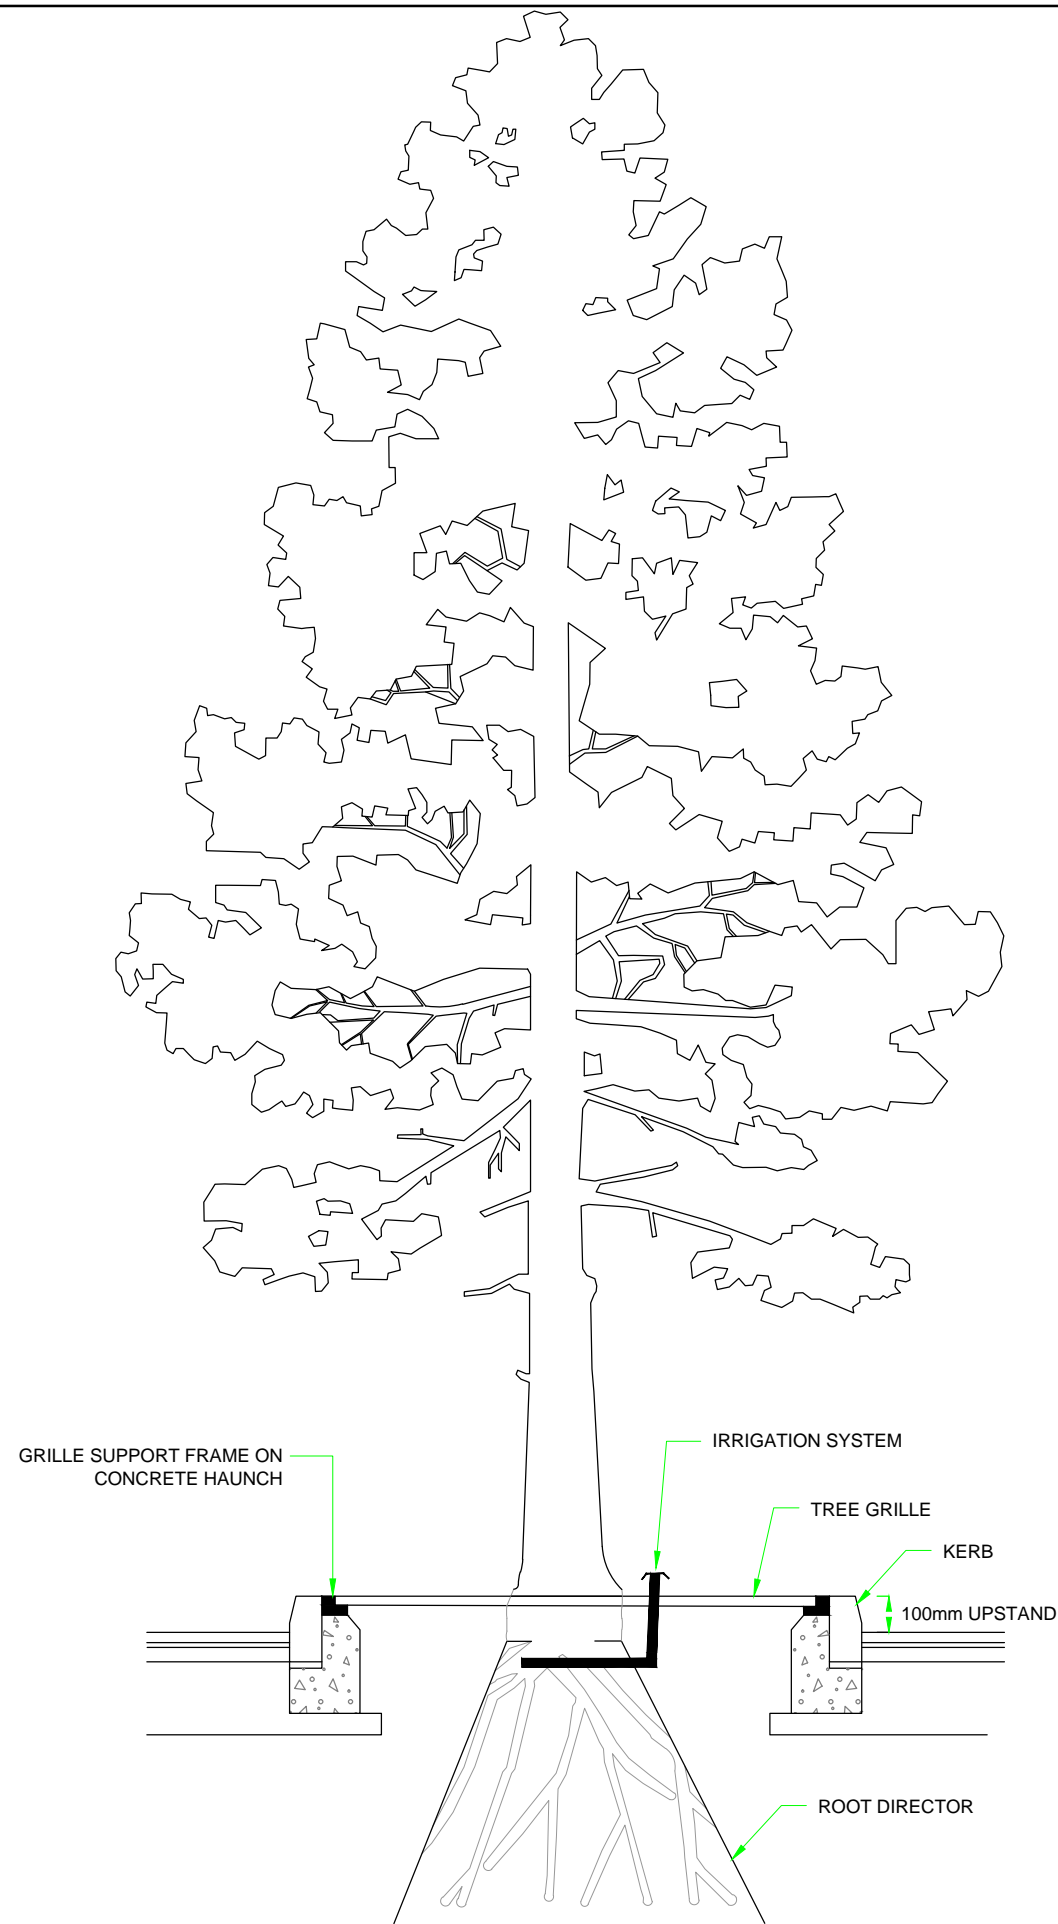 GRILLE SUPPORT FRAME ON
CONCRETE HAUNCH
IRRIGATION SYSTEM
TREE GRILLE
KERB
100mm UPSTAND
ROOT DIRECTOR